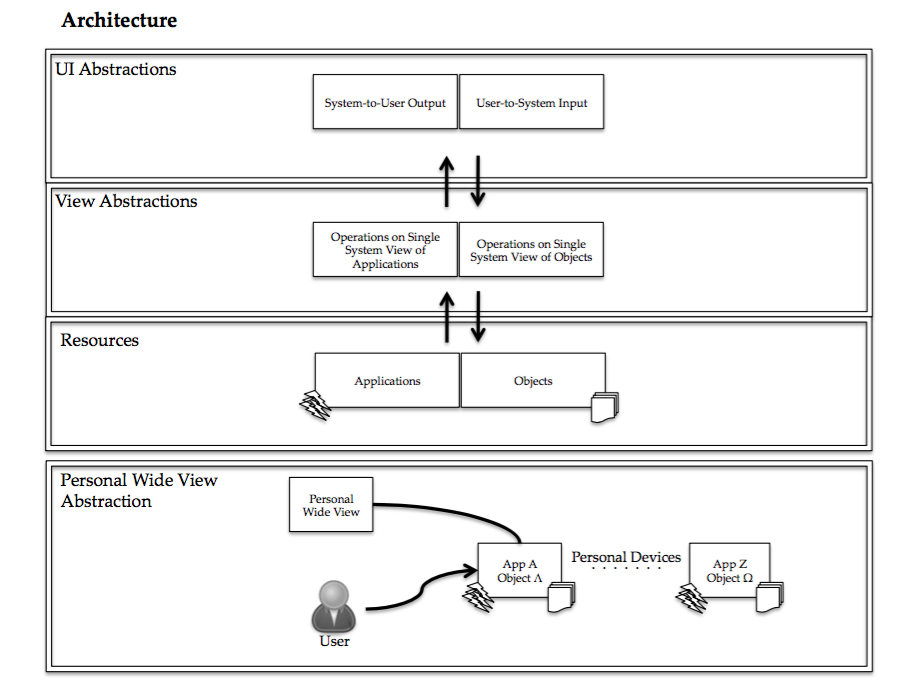 Architecture
UI Abstractions
System-to-User Output
User-to-System Input
View Abstractions
Operations on Single
System View of
Applications
Operations on Single
System View of Objects
Resources
Applications
Objects
Personal Wide View
Abstraction
Personal
Wide View
App A
Object Λ
Personal Devices
. . . . . . .
App Z
Object Ω
User